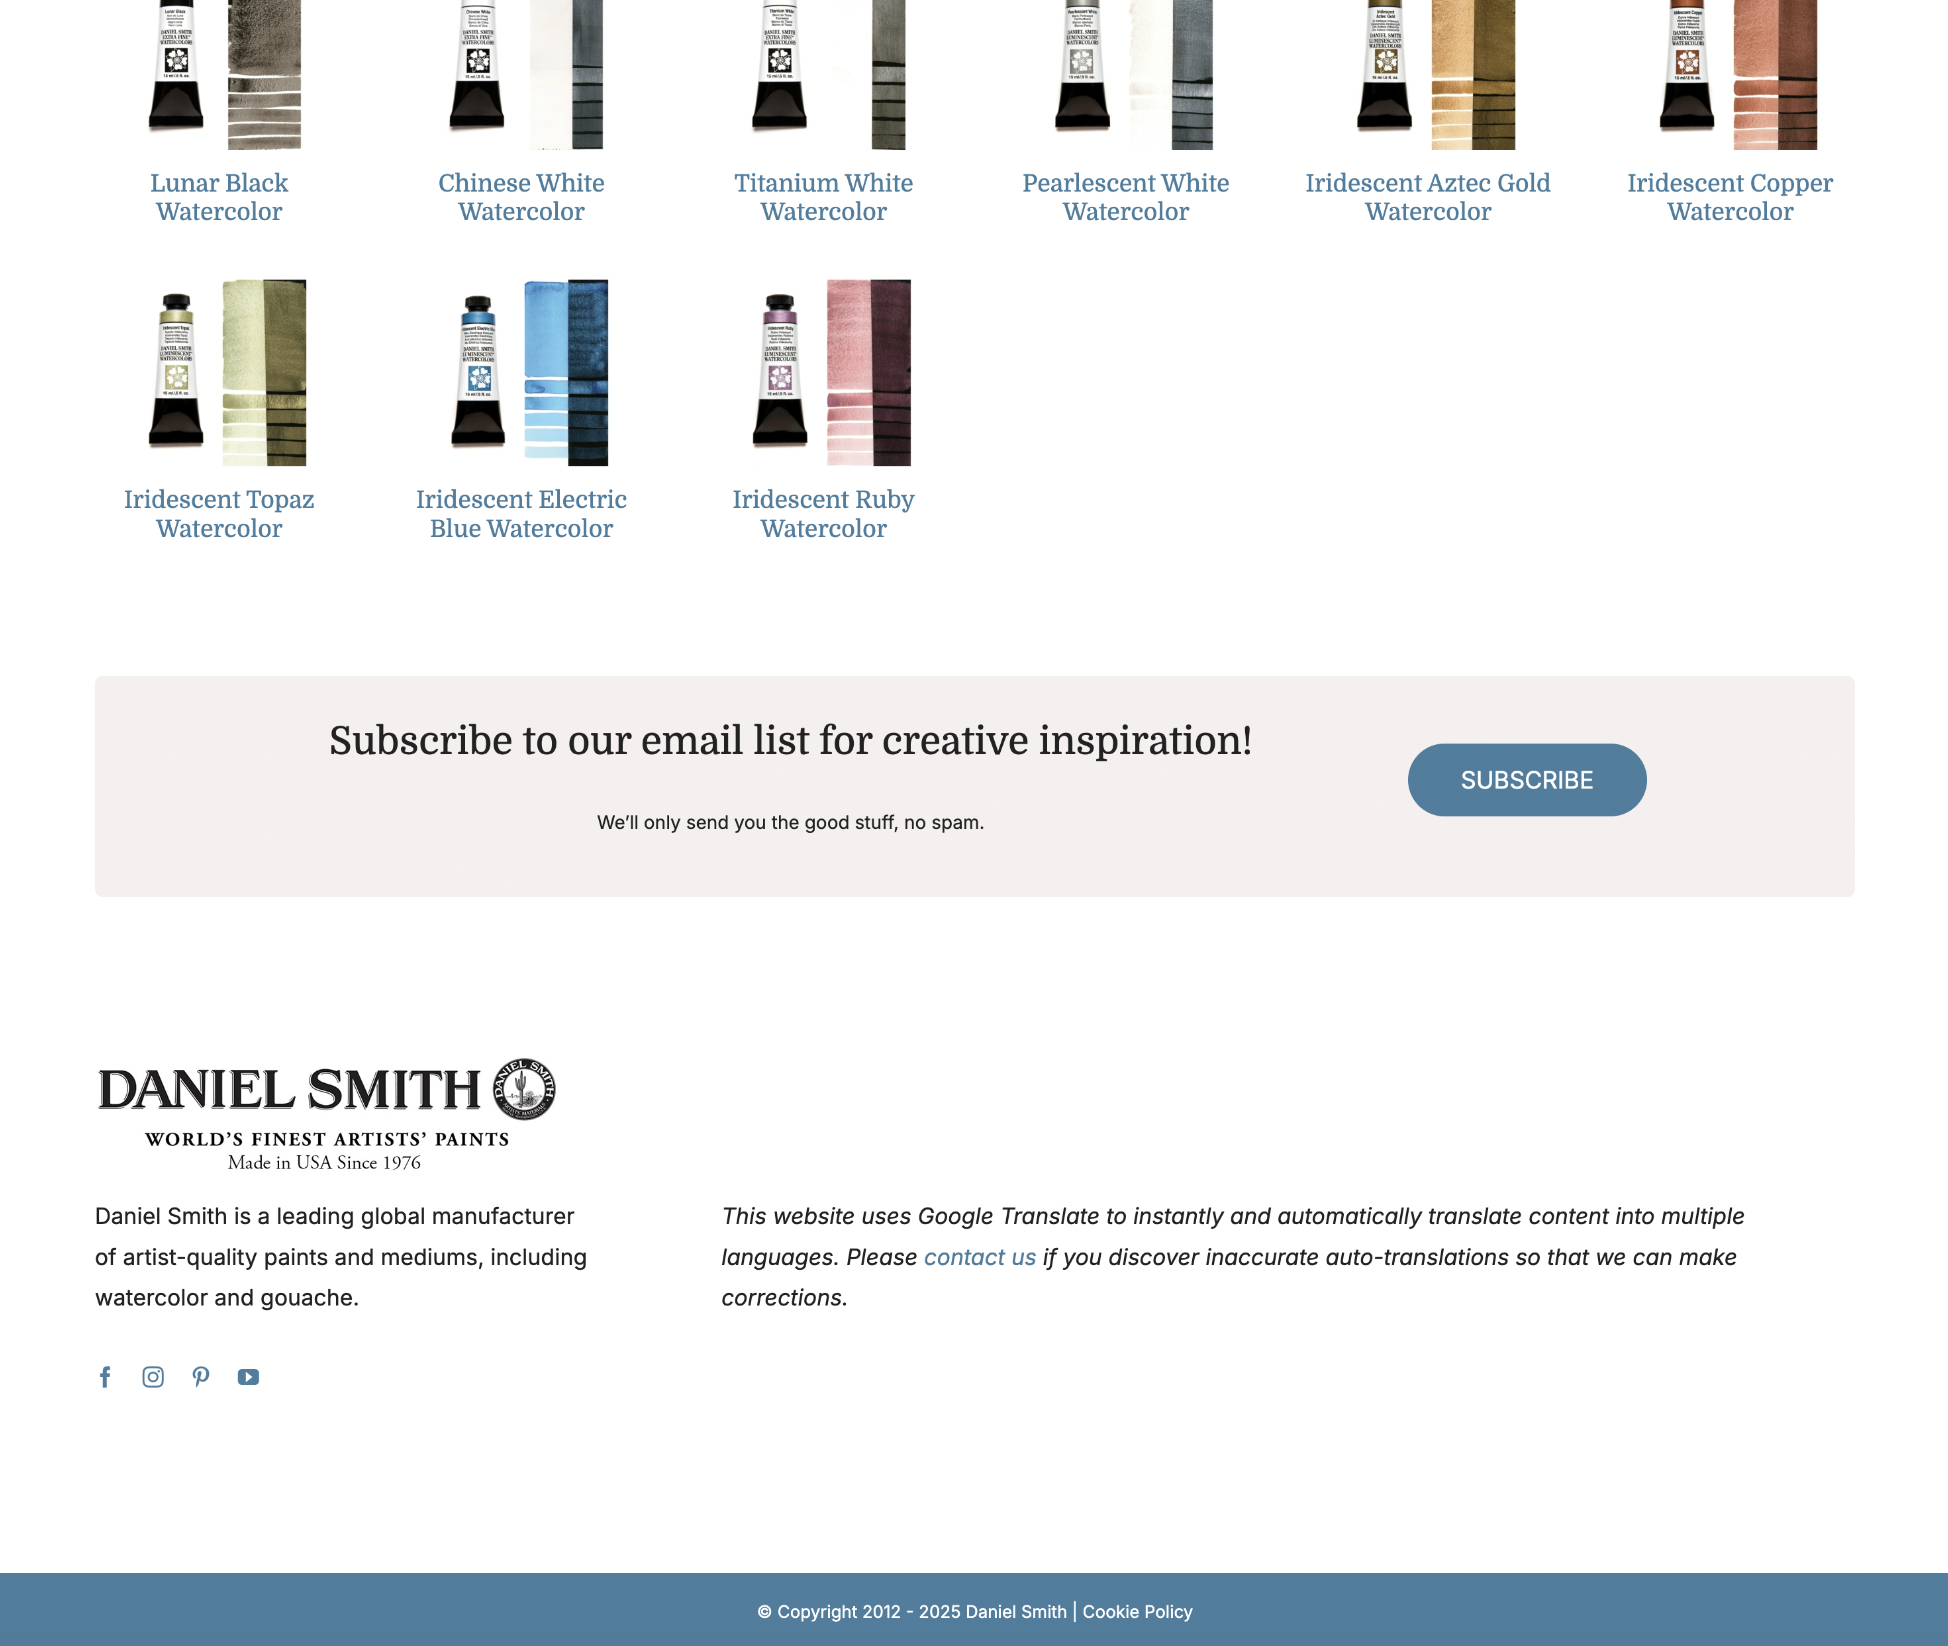 Lunar Black
Watercolor
Chinese White
Watercolor
Titanium White
Watercolor
Pearlescent White
Watercolor
Iridescent Aztec Gold
Watercolor
Iridescent Copper
Watercolor
Iridescent Topaz
Watercolor
Iridescent Electric
Blue Watercolor
Iridescent Ruby
Watercolor
Subscribe to our email list for creative inspiration!
We’ll only send you the good stuff, no spam.
SUBSCRIBE
DANIEL SMITH
WORLD’S FINEST ARTISTS’ PAINTS
Made in USA Since 1976
Daniel Smith is a leading global manufacturer
of artist-quality paints and mediums, including
watercolor and gouache.
This website uses Google Translate to instantly and automatically translate content into multiple
languages. Please contact us if you discover inaccurate auto-translations so that we can make
corrections.
© Copyright 2012 - 2025 Daniel Smith | Cookie Policy